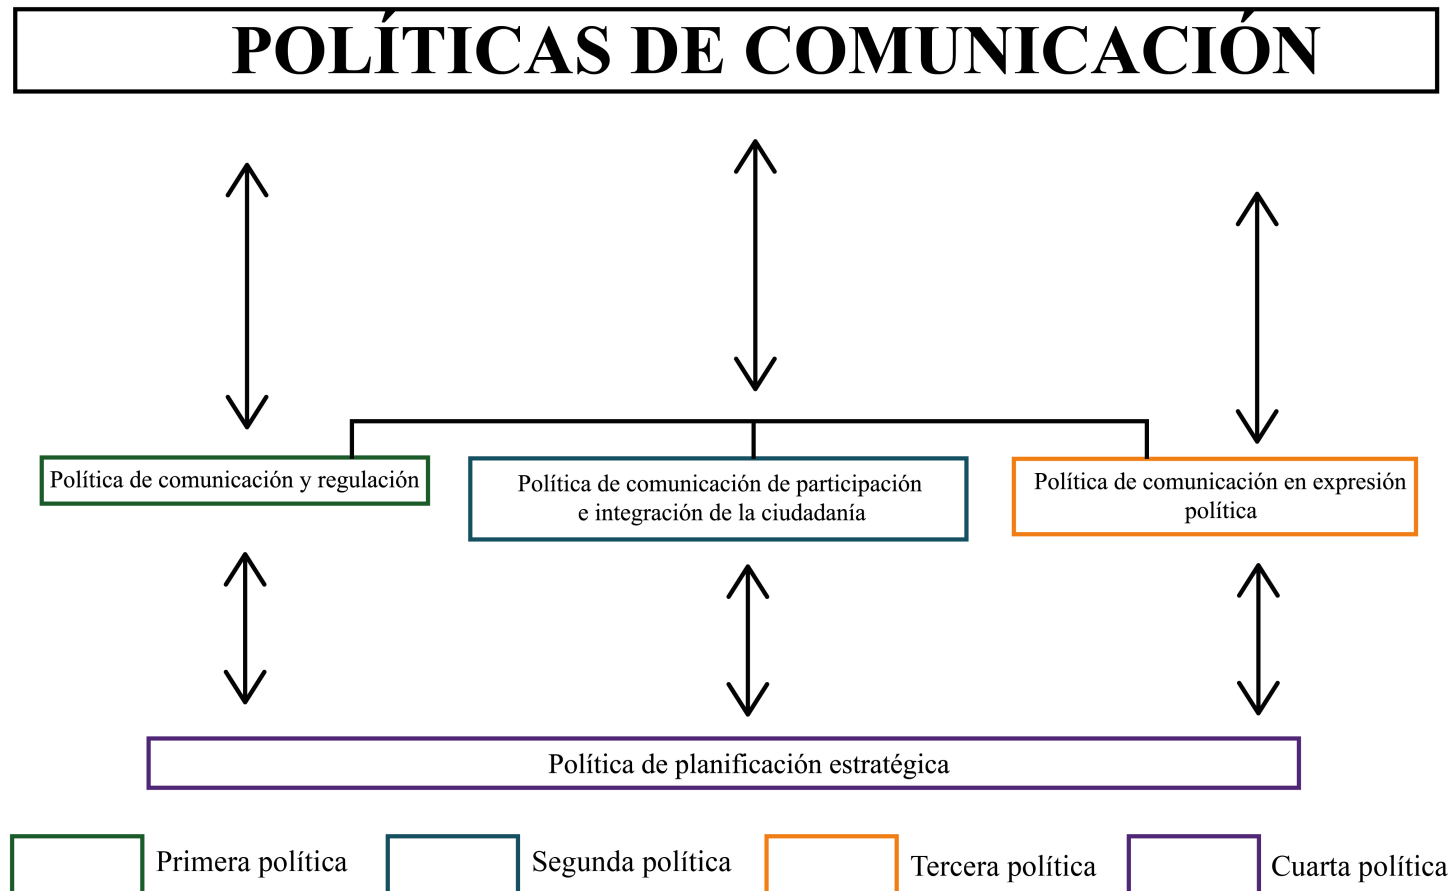 POLÍTICAS DE COMUNICACIÓN
Política de comunicación y regulación
Política de comunicación de participación
e integración de la ciudadanía
Política de comunicación en expresión
política
Política de planificación estratégica
Primera política
Segunda política
Tercera política
Cuarta política